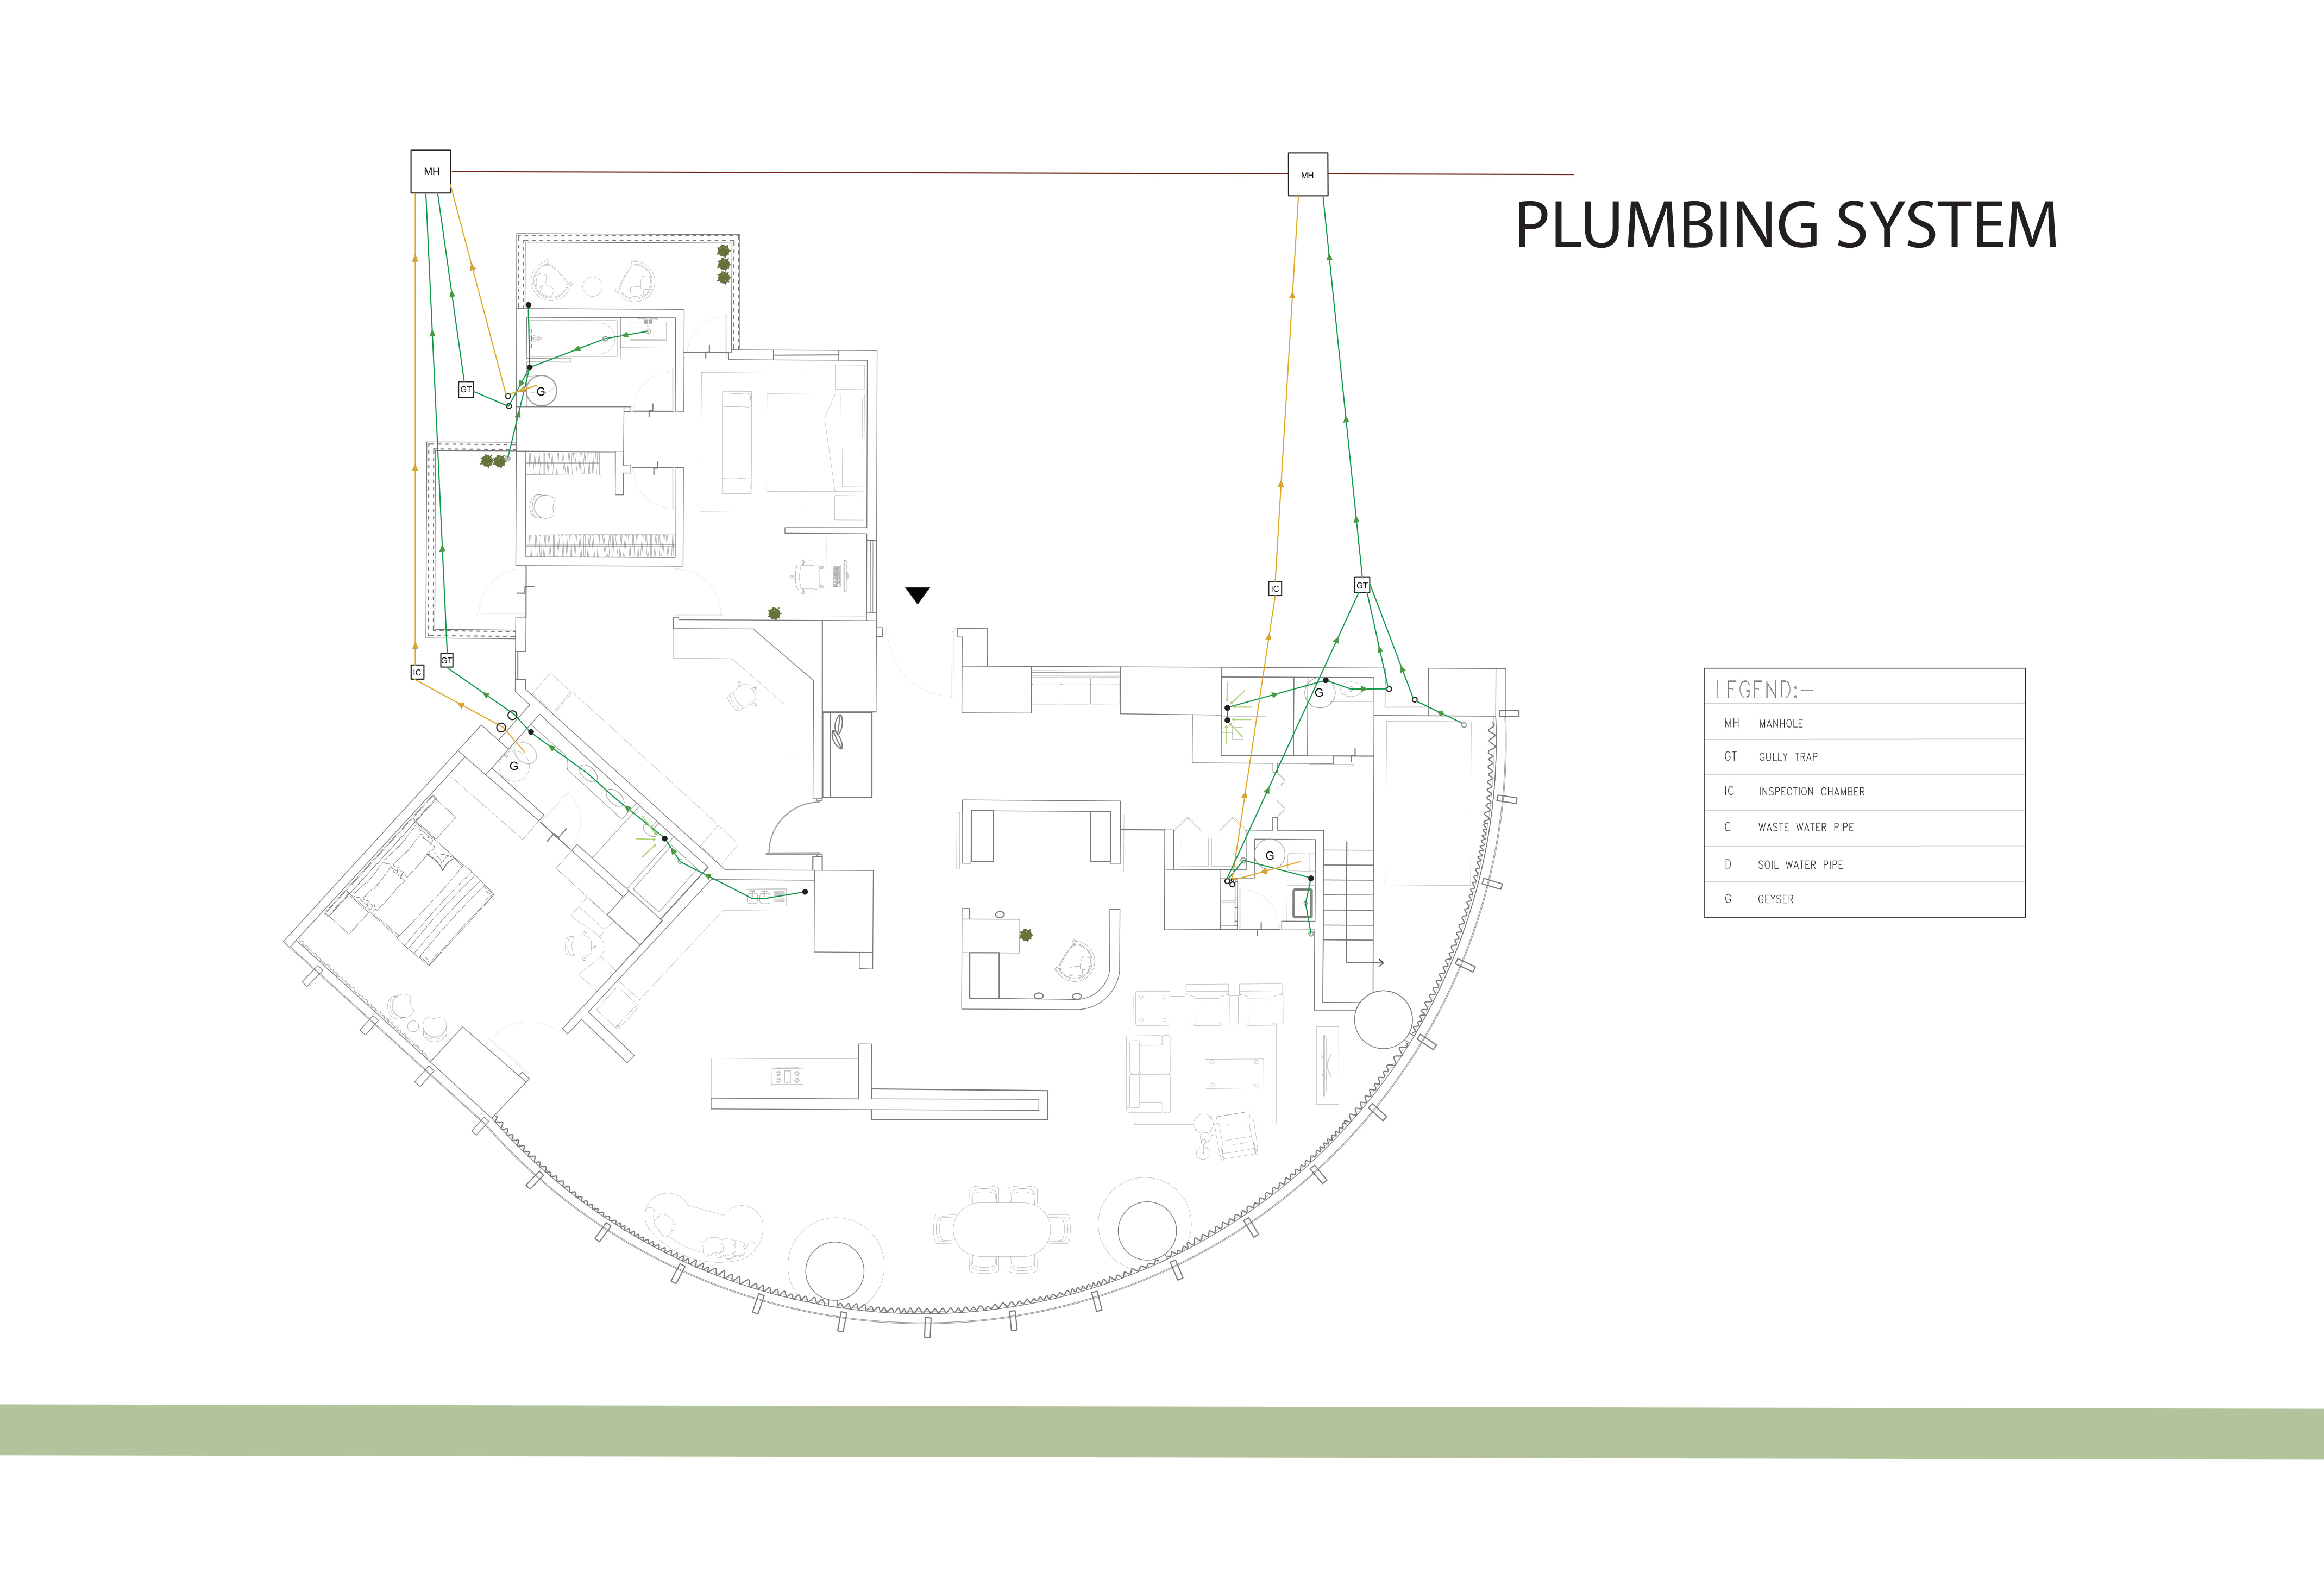 MH
MH
PLUMBING SYSTEM
GT
G
IC
GT
IC
GT
G
G
G
LEGEND:-
MH MANHOLE
GT GULLY TRAP
IC INSPECTION CHAMBER
C WASTE WATER PIPE
D SOIL WATER PIPE
G GEYSER